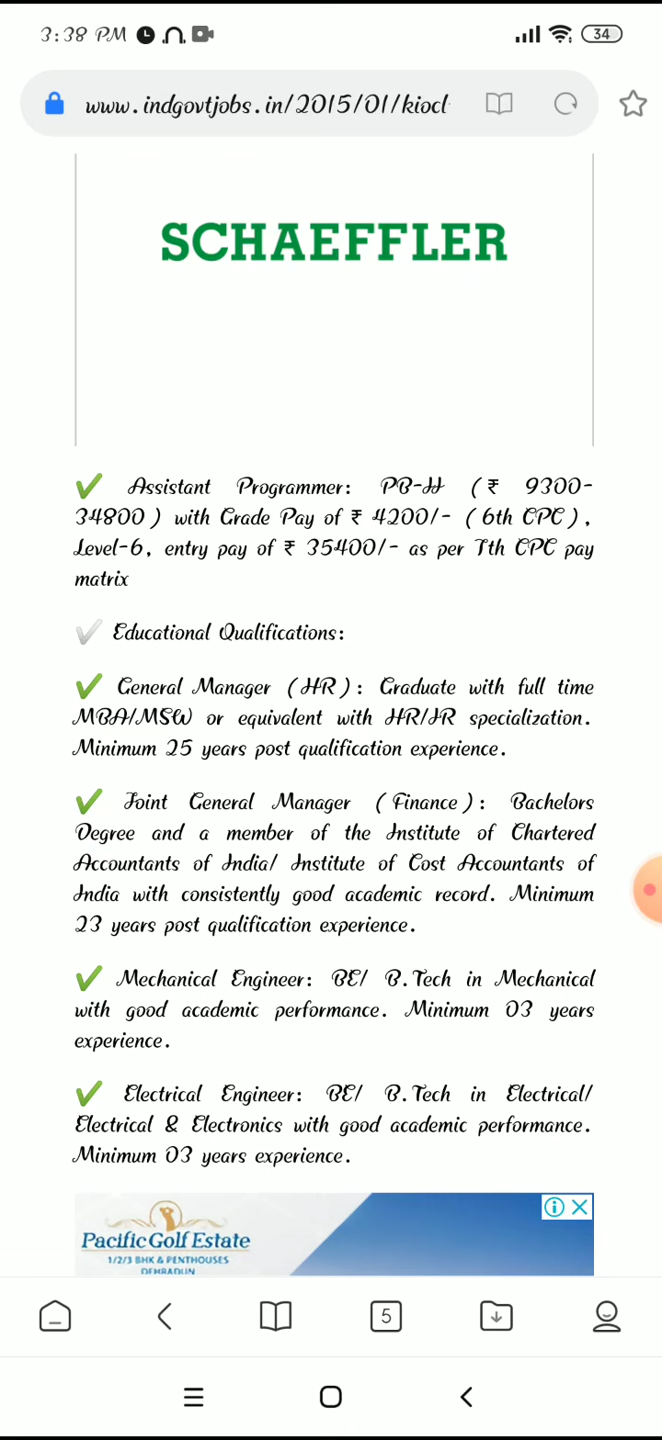 3:38 PM
34
www.indgovtjobs.in/2015/01/kiocl
SCHAEFFLER
✔ Assistant Programmer: PB-II (₹ 9300-
34800) with Grade Pay of ₹ 4200/- (6th CPC),
Level-6, entry pay of ₹ 35400/- as per 7th CPC pay
matrix
✔ Educational Qualifications:
✔ General Manager (HR): Graduate with full time
MBA/MSW or equivalent with HR/IR specialization.
Minimum 25 years post qualification experience.
✔ Joint General Manager (Finance): Bachelors
Degree and a member of the Institute of Chartered
Accountants of India/ Institute of Cost Accountants of
India with consistently good academic record. Minimum
23 years post qualification experience.
✔ Mechanical Engineer: BE/ B.Tech in Mechanical
with good academic performance. Minimum 03 years
experience.
✔ Electrical Engineer: BE/ B.Tech in Electrical/
Electrical & Electronics with good academic performance.
Minimum 03 years experience.
Pacific Golf Estate
1/2/3 BHK & PENTHOUSES
DEHRADUN
5